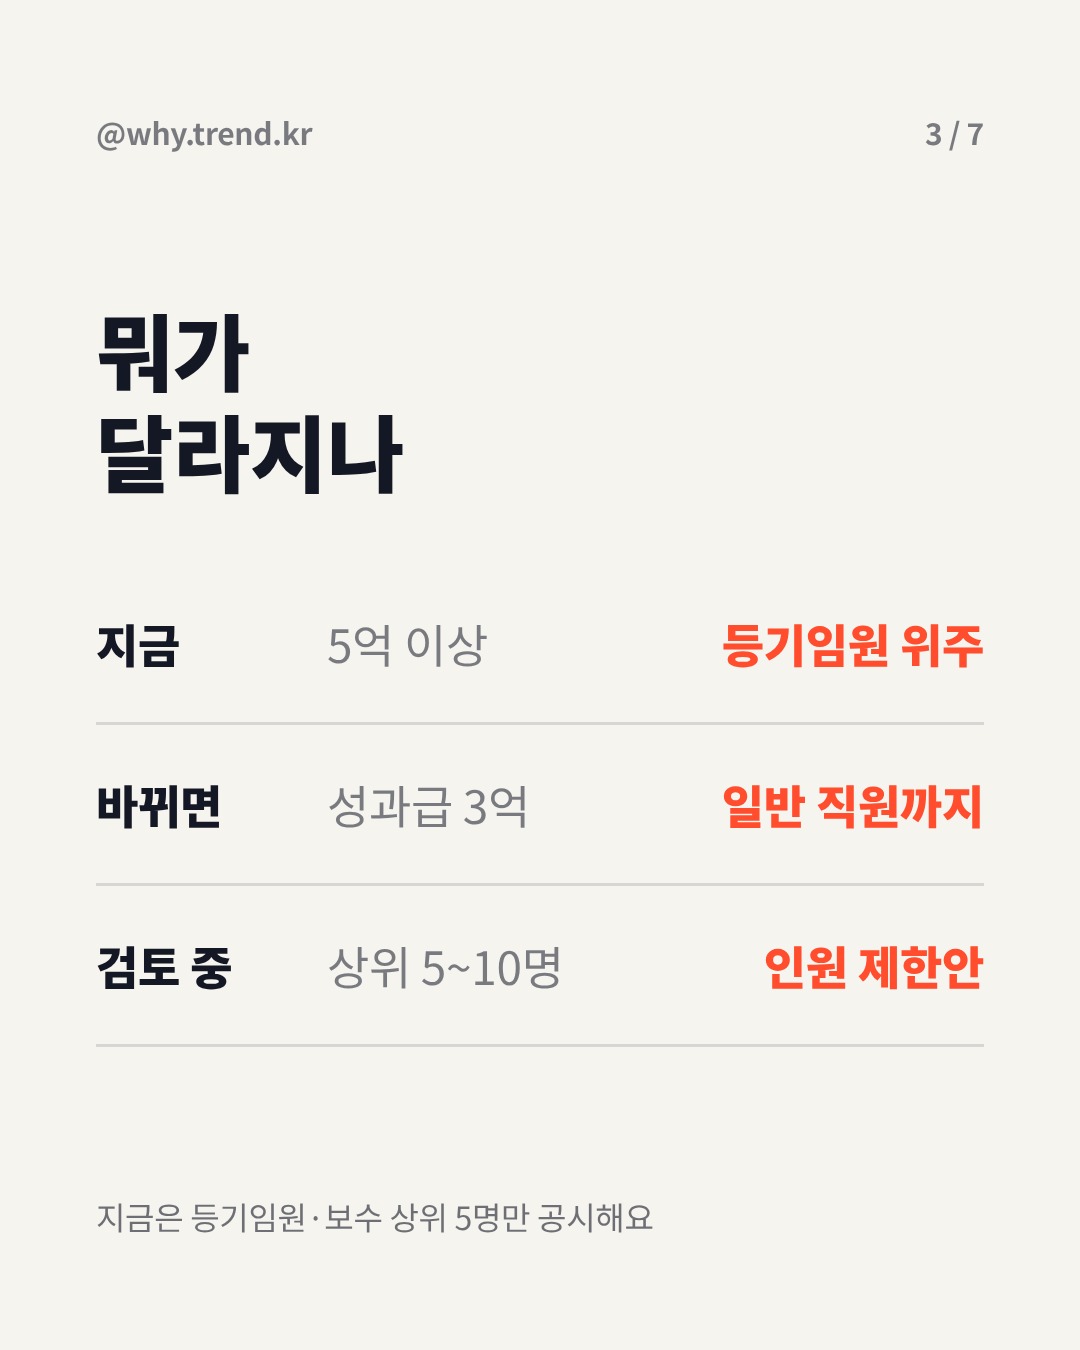 @why.trend.kr 3 / 7
뭐가
달라지나
지금 5억 이상 등기임원 위주
바뀌면 성과급 3억 일반 직원까지
검토 중 상위 5~10명 인원 제한안
지금은 등기임원·보수 상위 5명만 공시해요